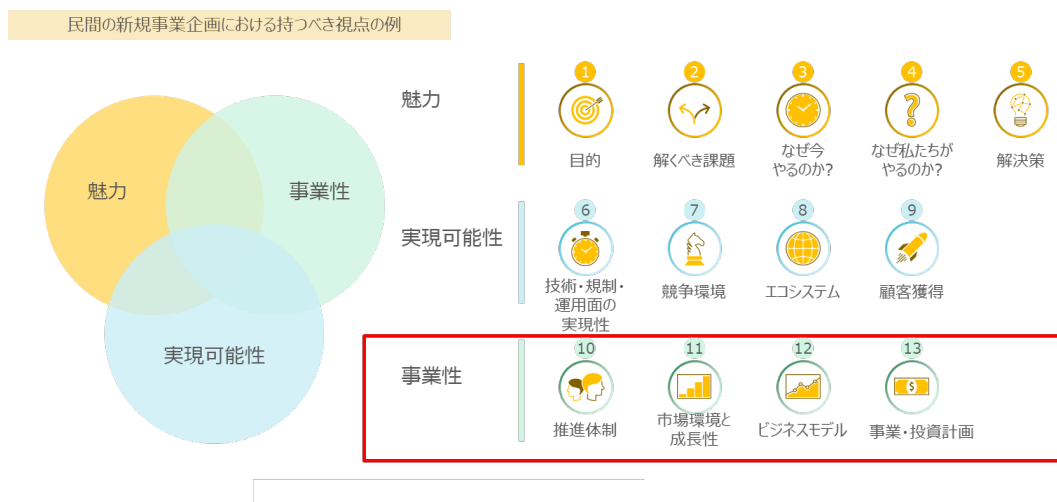 民間の新規事業企画における持つべき視点の例
魅力
事業性
実現可能性
魅力
1
目的
2
解くべき課題
3
なぜ今
やるのか?
4
なぜ私たちが
やるのか?
5
解決策
実現可能性
6
技術・規制・
運用面の
実現性
7
競争環境
8
エコシステム
9
顧客獲得
事業性
10
推進体制
11
市場環境と
成長性
12
ビジネスモデル
13
$
事業・投資計画